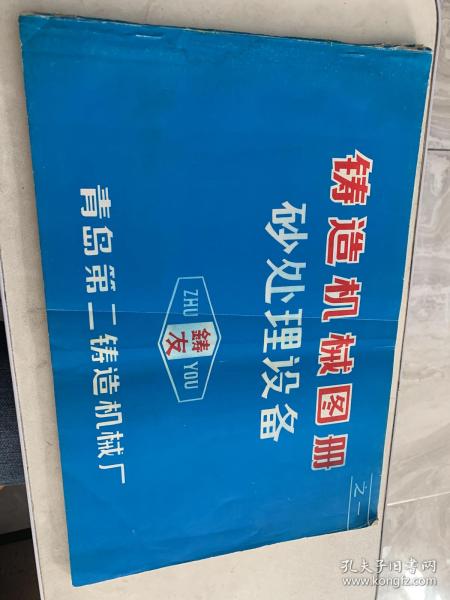 铸造机械图册
之一
砂处理设备
ZHU
鑄友
YOU
青岛第二铸造机械厂
孔夫子旧书网
www.kongfz.com